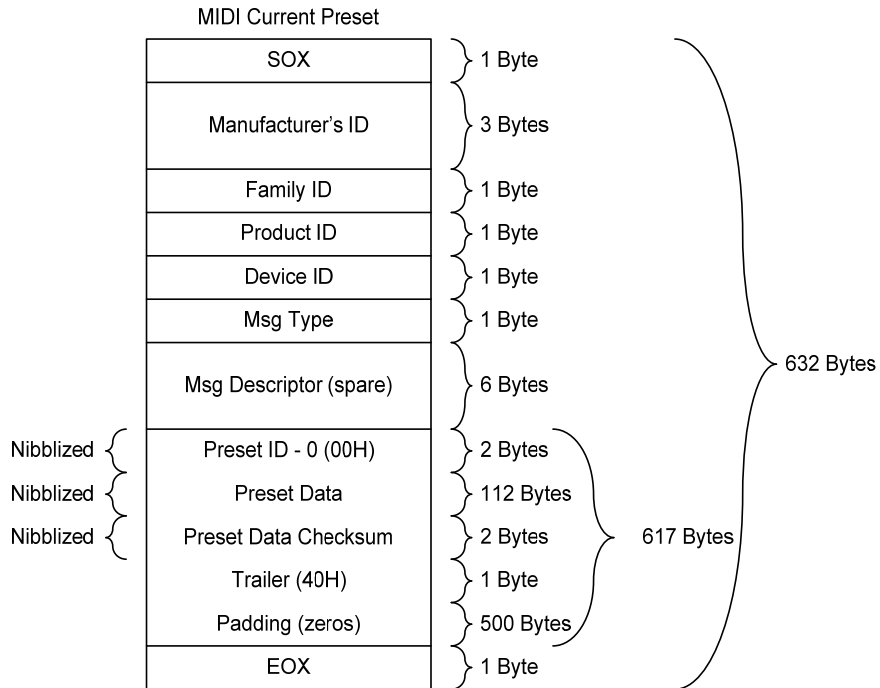 MIDI Current Preset
SOX 1 Byte
Manufacturer's ID 3 Bytes
Family ID 1 Byte
Product ID 1 Byte
Device ID 1 Byte
Msg Type 1 Byte
632 Bytes
Msg Descriptor (spare) 6 Bytes
Nibblized Preset ID - 0 (00H) 2 Bytes
Nibblized Preset Data 112 Bytes
Nibblized Preset Data Checksum 2 Bytes 617 Bytes
Trailer (40H) 1 Byte
Padding (zeros) 500 Bytes
EOX 1 Byte